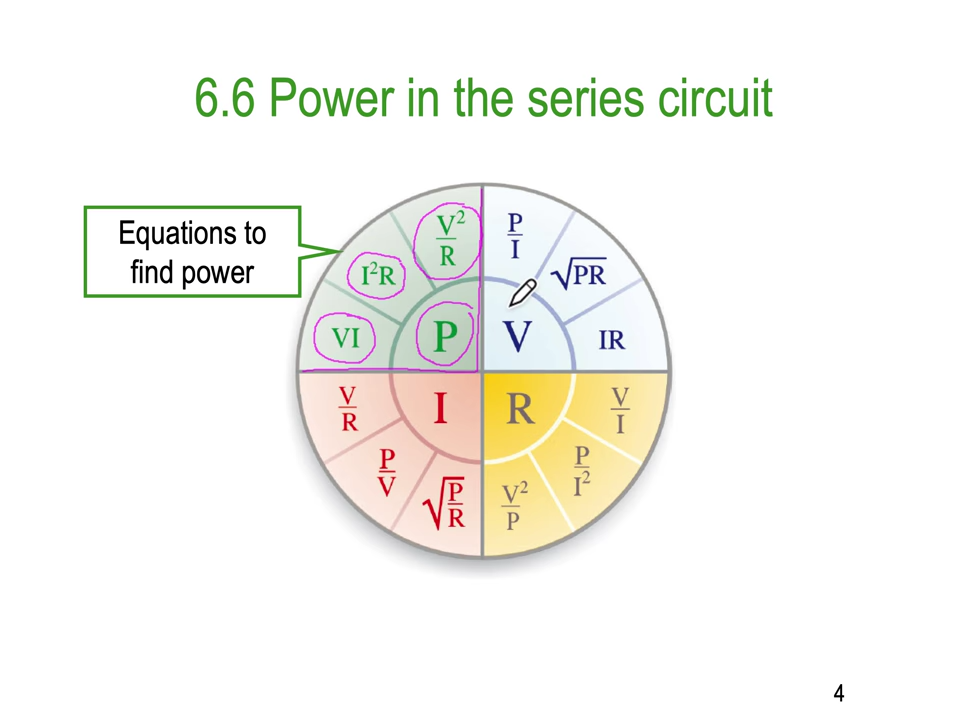 6.6 Power in the series circuit
Equations to
find power
V²/R
I²R
VI
P
P/I
√PR
IR
V
V/R
P/V
√P/R
I
R
V/I
P/I²
V²/P
4